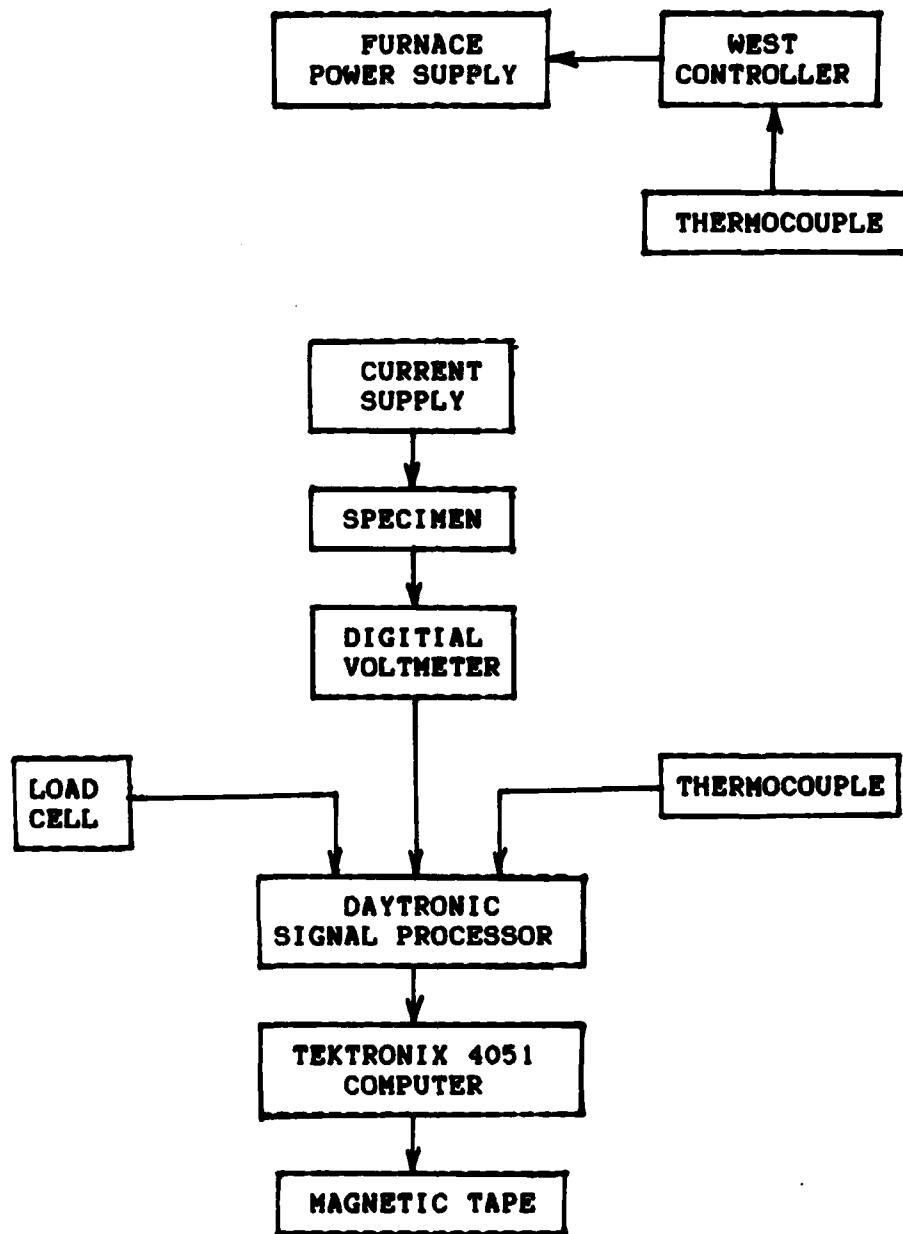 FURNACE
POWER SUPPLY
WEST
CONTROLLER
THERMOCOUPLE
CURRENT
SUPPLY
SPECIMEN
DIGITIAL
VOLTMETER
LOAD
CELL
THERMOCOUPLE
DAYTRONIC
SIGNAL PROCESSOR
TEKTRONIX 4051
COMPUTER
MAGNETIC TAPE